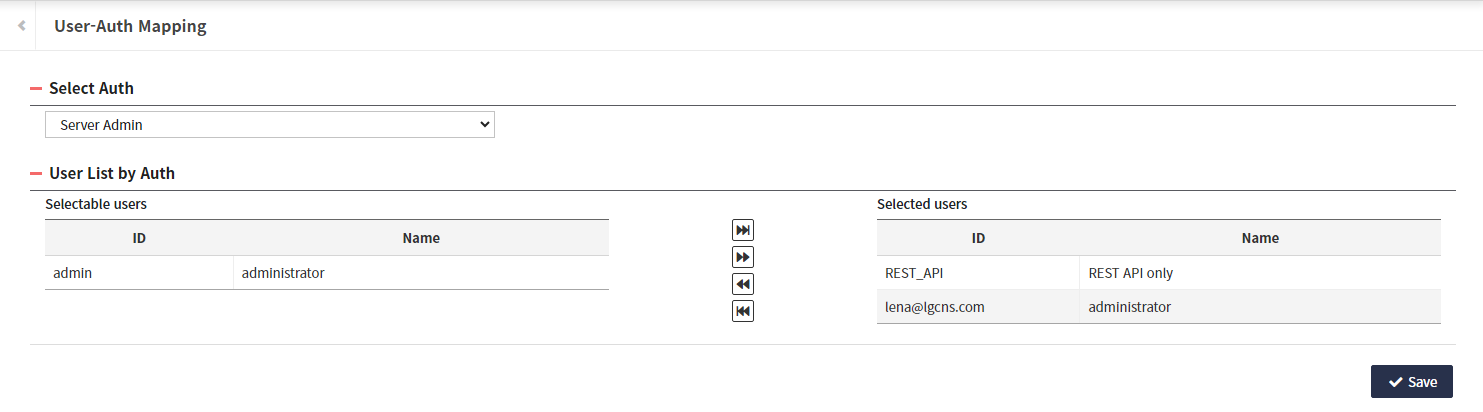 User-Auth Mapping
Select Auth
Server Admin
User List by Auth
Selectable users
ID Name
admin administrator
Selected users
ID Name
REST_API REST API only
lena@lgcns.com administrator
Save